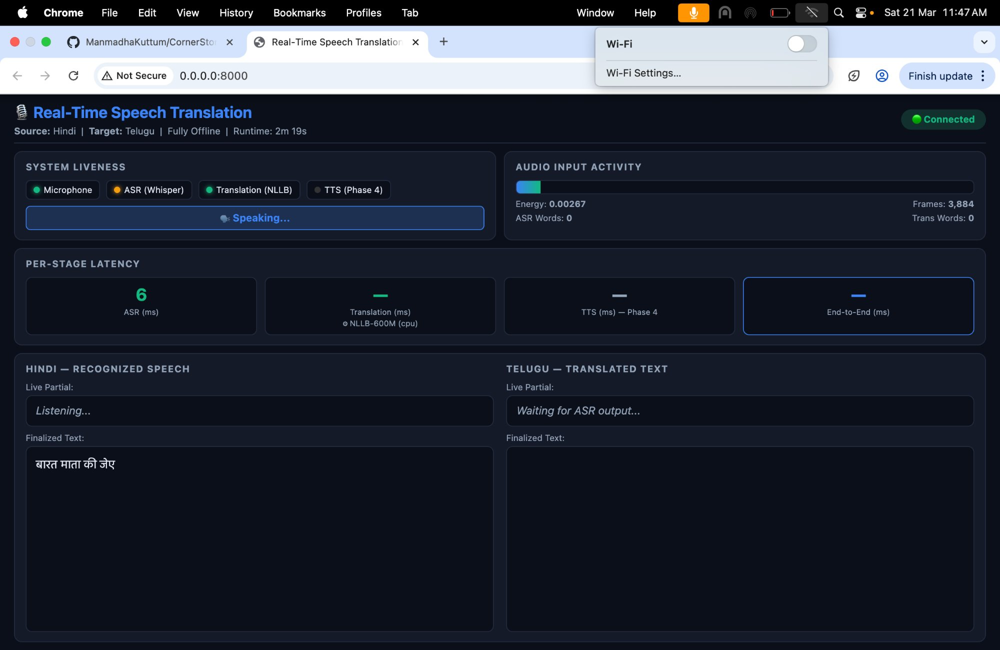 Chrome File Edit View History Bookmarks Profiles Tab Window Help Sat 21 Mar 11:47 AM
ManmadhaKuttum/CornerSto
Real-Time Speech Translation
Wi-Fi
Wi-Fi Settings...
Not Secure 0.0.0.0:8000
Finish update
Real-Time Speech Translation
Source: Hindi | Target: Telugu | Fully Offline | Runtime: 2m 19s
Connected
SYSTEM LIVENESS
Microphone
ASR (Whisper)
Translation (NLLB)
TTS (Phase 4)
Speaking...
AUDIO INPUT ACTIVITY
Energy: 0.00267
Frames: 3,884
ASR Words: 0
Trans Words: 0
PER-STAGE LATENCY
6
ASR (ms)
—
Translation (ms)
NLLB-600M (cpu)
—
TTS (ms) — Phase 4
—
End-to-End (ms)
HINDI — RECOGNIZED SPEECH
Live Partial:
Listening...
Finalized Text:
बारत माता की जेए
TELUGU — TRANSLATED TEXT
Live Partial:
Waiting for ASR output...
Finalized Text: